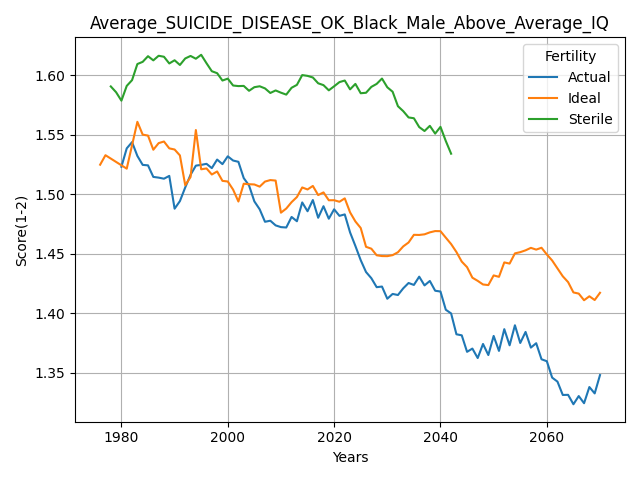 Average_SUICIDE_DISEASE_OK_Black_Male_Above_Average_IQ
Fertility
Actual
Ideal
Sterile
Score(1-2)
1.60
1.55
1.50
1.45
1.40
1.35
1980
2000
2020
2040
2060
Years